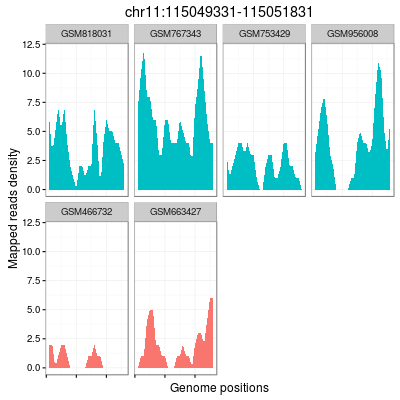 chr11:115049331-115051831
GSM818031 GSM767343 GSM753429 GSM956008
12.5
10.0
7.5
5.0
2.5
0.0
GSM466732 GSM663427
12.5
10.0
7.5
5.0
2.5
0.0
Mapped reads density
Genome positions